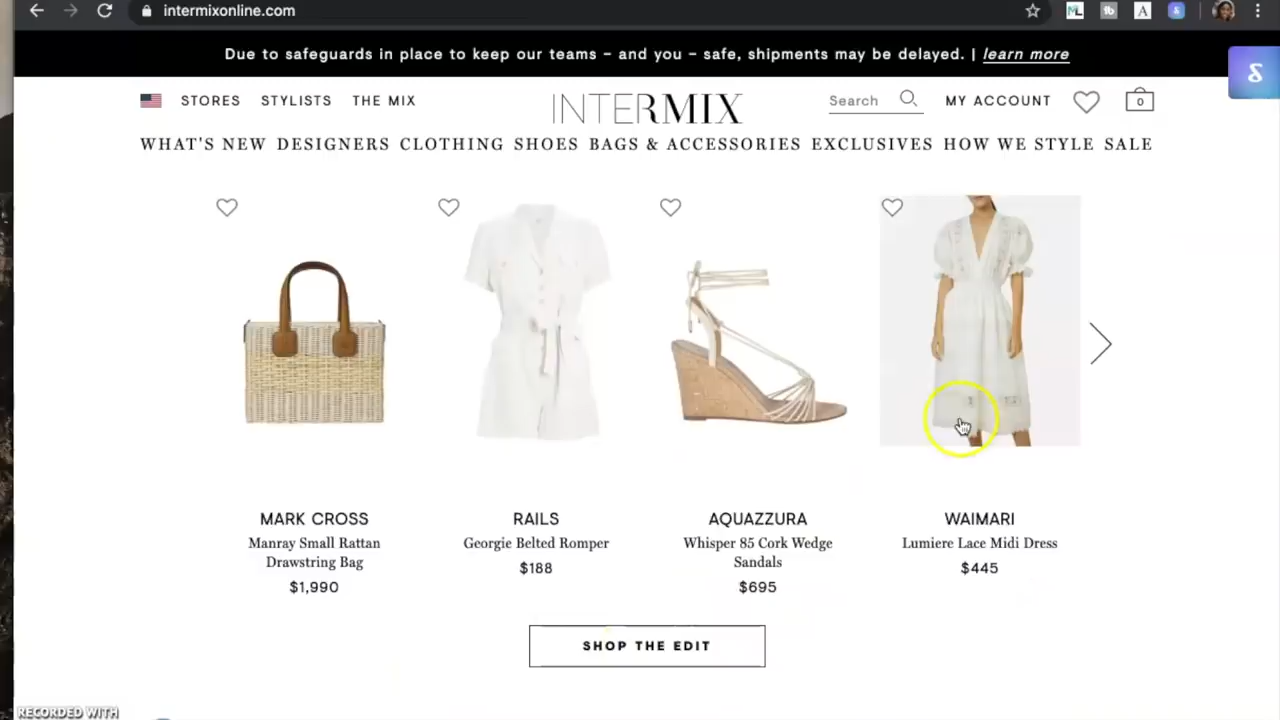 intermixonline.com
Due to safeguards in place to keep our teams – and you – safe, shipments may be delayed. | learn more
STORES STYLISTS THE MIX
INTERMIX
Search
MY ACCOUNT
0
WHAT'S NEW DESIGNERS CLOTHING SHOES BAGS & ACCESSORIES EXCLUSIVES HOW WE STYLE SALE
MARK CROSS
Manray Small Rattan
Drawstring Bag
$1,990
RAILS
Georgie Belted Romper
$188
AQUAZZURA
Whisper 85 Cork Wedge
Sandals
$695
WAIMARI
Lumiere Lace Midi Dress
$445
SHOP THE EDIT
RECORDED WITH